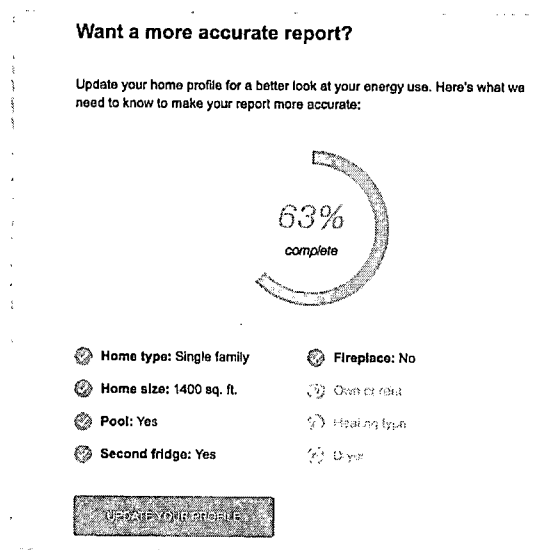 Want a more accurate report?
Update your home profile for a better look at your energy use. Here's what we
need to know to make your report more accurate:
63%
complete
Home type: Single family
Home size: 1400 sq. ft.
Pool: Yes
Second fridge: Yes
Fireplace: No
Own or rent
Heating type
Dryer
UPDATE YOUR PROFILE